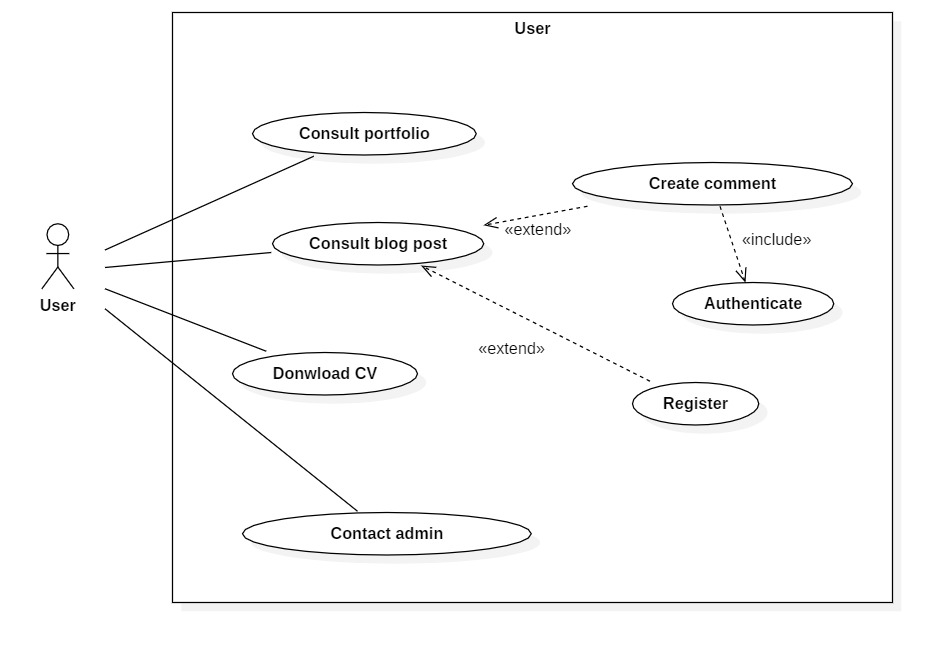 User
Consult portfolio
Create comment
«extend»
«include»
Consult blog post
User
Authenticate
«extend»
Donwload CV
Register
Contact admin